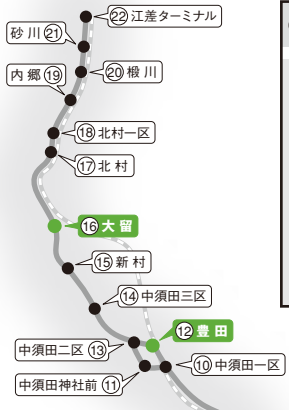 ㉒江差ターミナル
砂川㉑
⑳椴川
内郷⑲
⑱北村一区
⑰北村
⑯大留
⑮新村
⑭中須田三区
⑫豊田
中須田二区⑬
⑩中須田一区
中須田神社前⑪